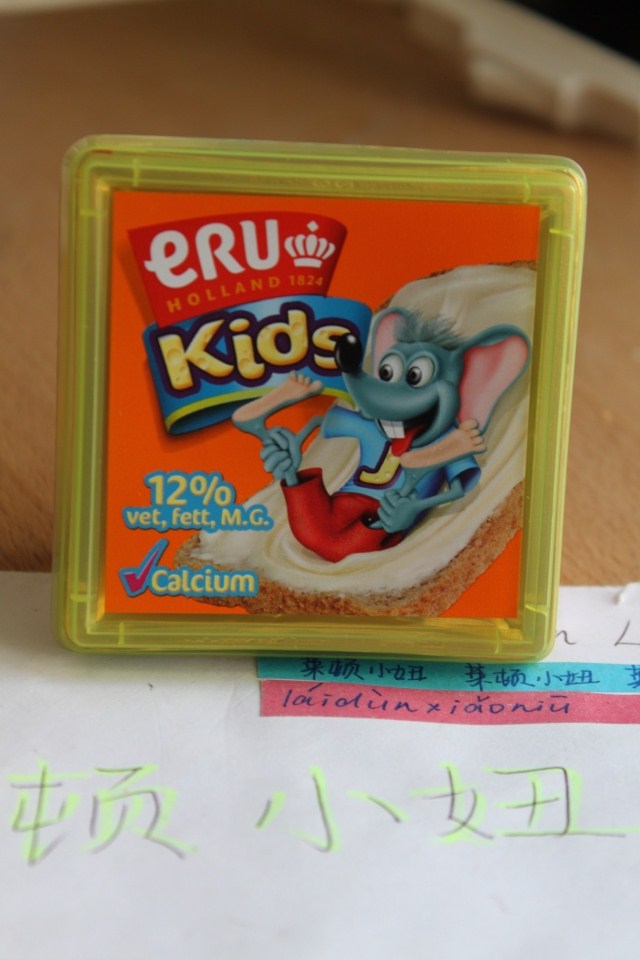 eRU
HOLLAND 1824
Kids
J
12%
vet, fett, M.G.
Calcium
莱顿小妞 莱顿小妞
láidùnxiǎoniū
顿小妞